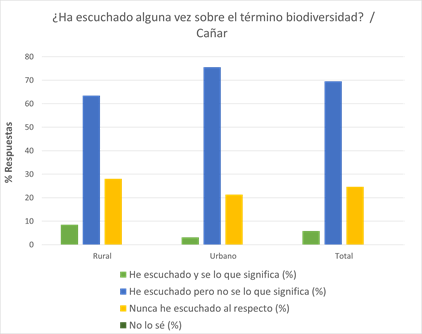 ¿Ha escuchado alguna vez sobre el término biodiversidad?  /
Cañar
% Respuestas
80
70
60
50
40
30
20
10
0
Rural
Urbano
Total
He escuchado y se lo que significa (%)
He escuchado pero no se lo que significa (%)
Nunca he escuchado al respecto (%)
No lo sé (%)